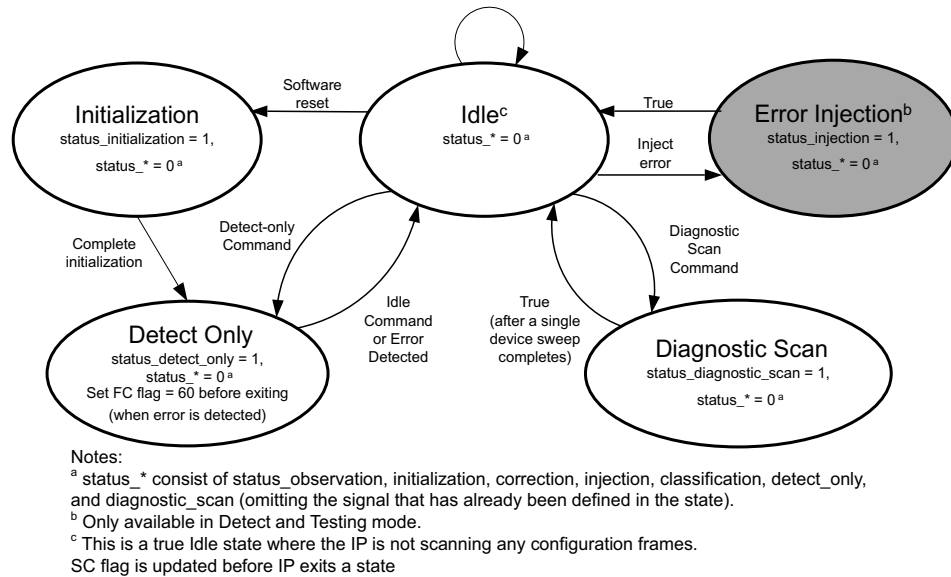 Initialization
status_initialization = 1,
status_* = 0 a
Software
reset
Idle c
status_* = 0 a
True
Inject
error
Error Injection b
status_injection = 1,
status_* = 0 a
Complete
initialization
Detect-only
Command
Idle
Command
or Error
Detected
True
(after a
single
device sweep
completes)
Diagnostic
Scan
Command
Detect Only
status_detect_only = 1,
status_* = 0 a
Set FC flag = 60 before exiting
(when error is detected)
Diagnostic Scan
status_diagnostic_scan = 1,
status_* = 0 a
Notes:
a status_* consist of status_observation, initialization, correction, injection, classification, detect_only,
and diagnostic_scan (omitting the signal that has already been defined in the state).
b Only available in Detect and Testing mode.
c This is a true Idle state where the IP is not scanning any configuration frames.
SC flag is updated before IP exits a state